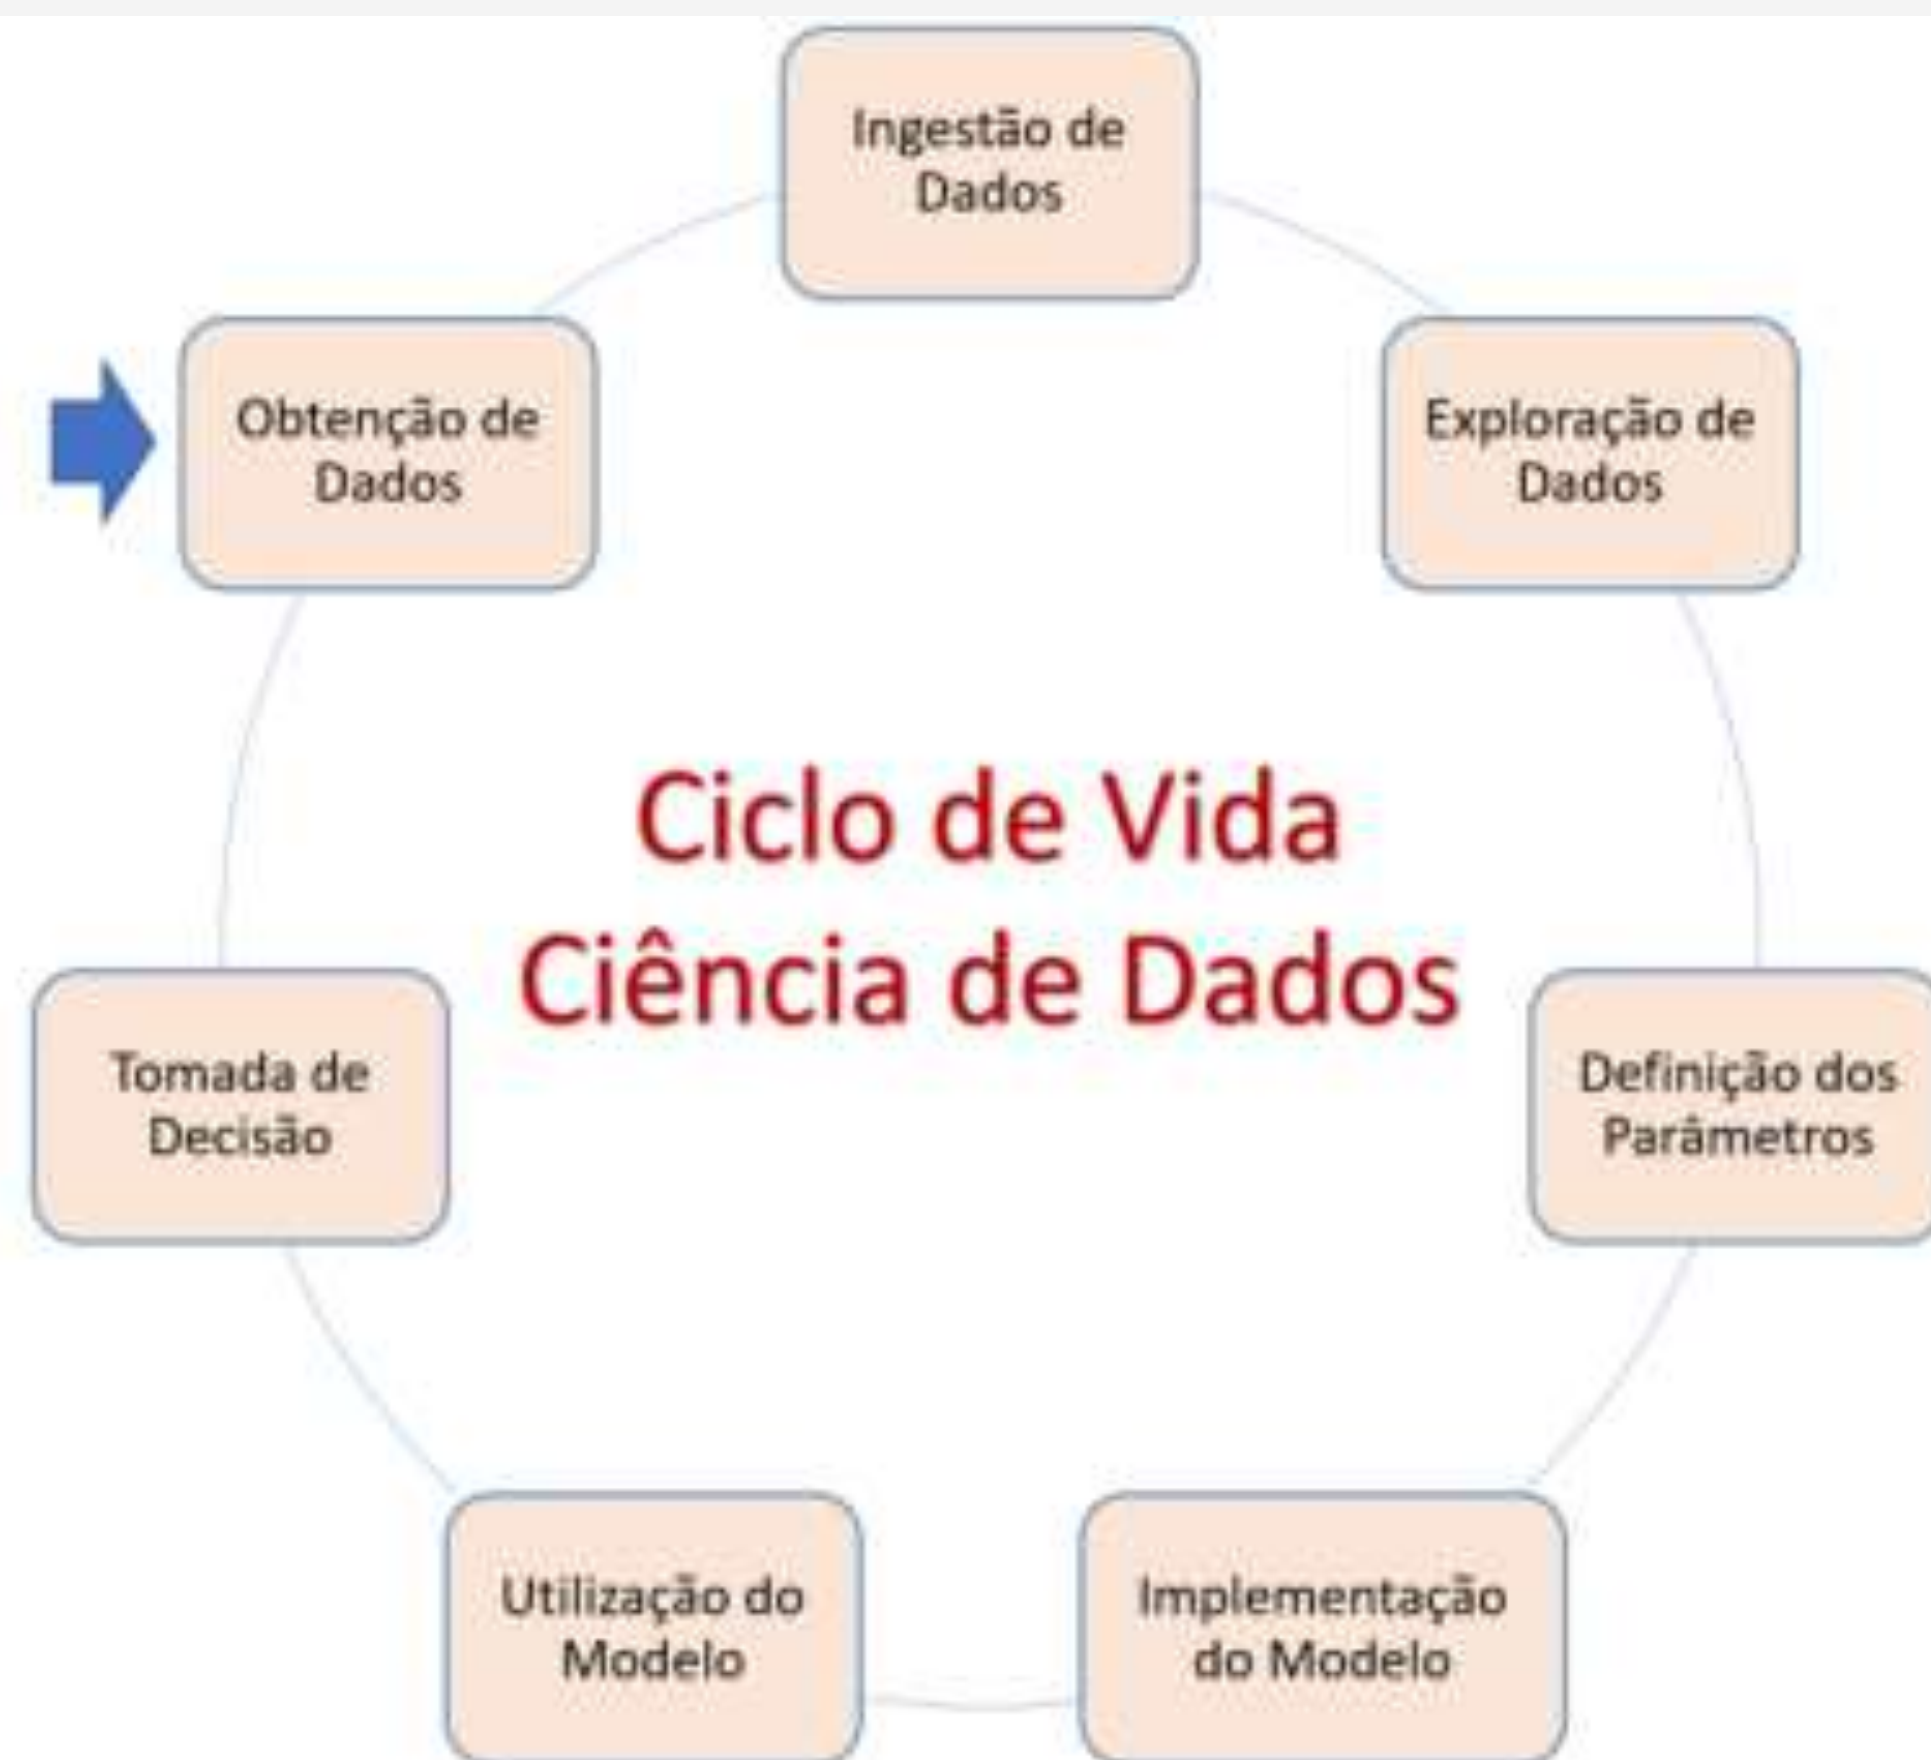 Ingestão de
Dados
Obtenção de
Dados
Exploração de
Dados
Ciclo de Vida
Ciência de Dados
Tomada de
Decisão
Definição dos
Parâmetros
Utilização do
Modelo
Implementação
do Modelo